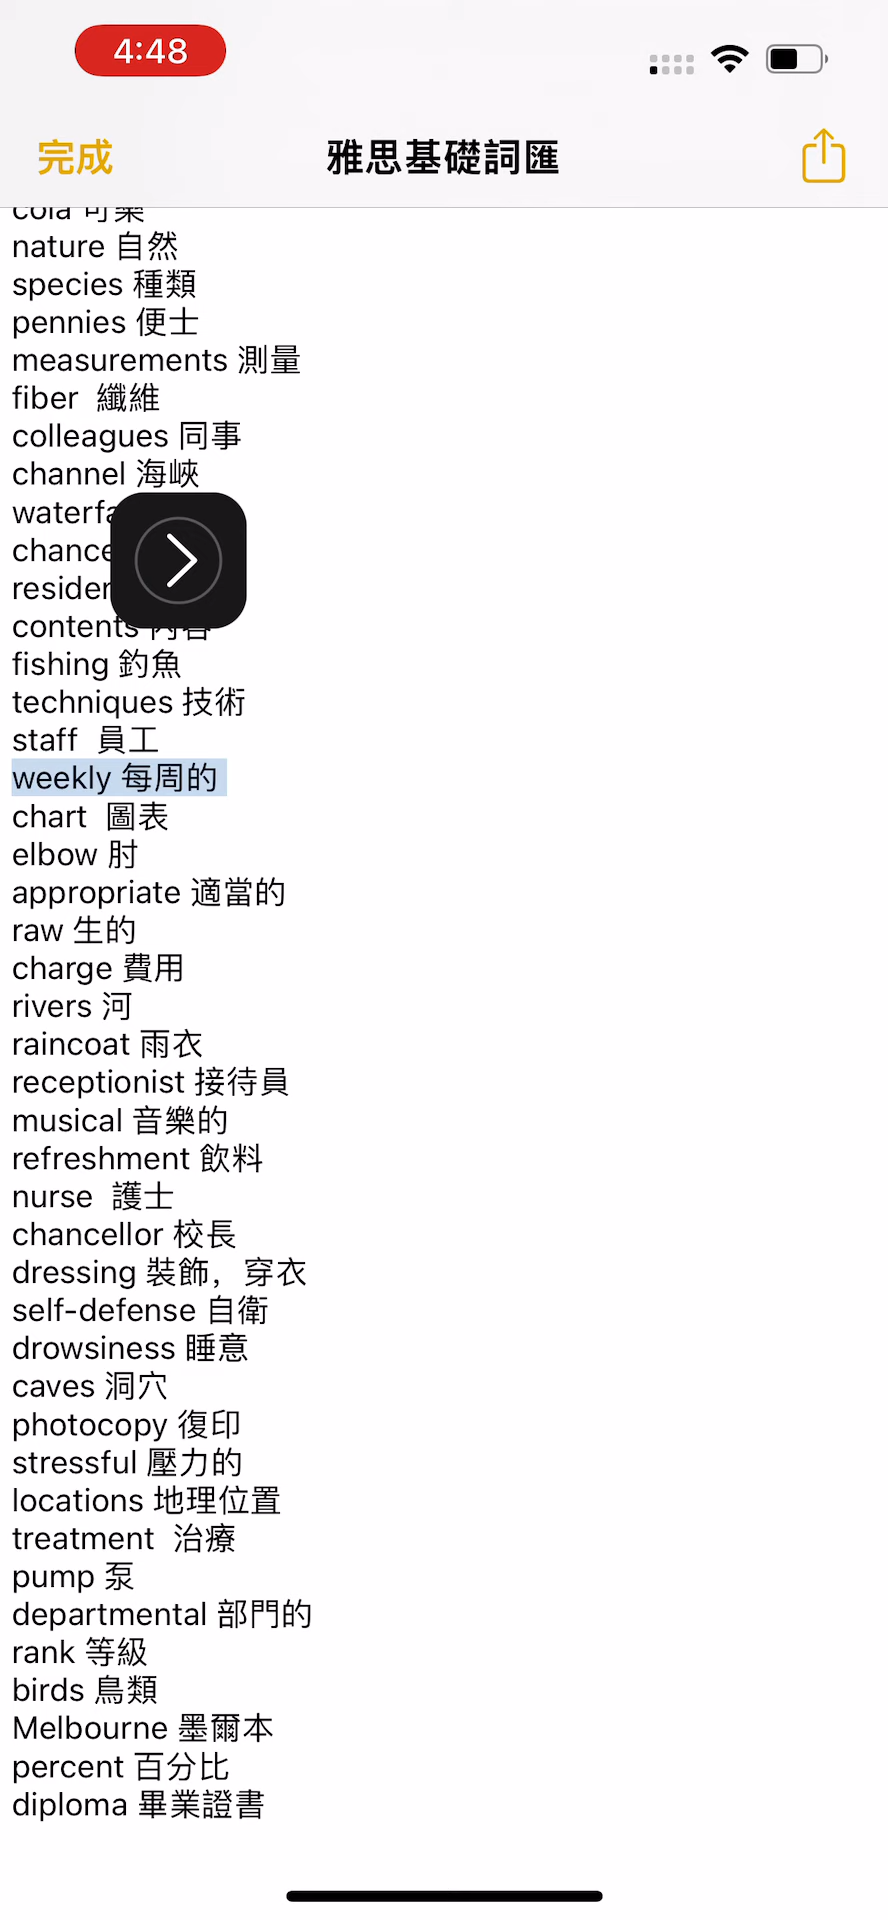 4:48
完成 雅思基礎詞匯
cola 可樂
nature 自然
species 種類
pennies 便士
measurements 測量
fiber 纖維
colleagues 同事
channel 海峽
contents 內容
fishing 釣魚
techniques 技術
staff 員工
weekly 每周的
chart 圖表
elbow 肘
appropriate 適當的
raw 生的
charge 費用
rivers 河
raincoat 雨衣
receptionist 接待員
musical 音樂的
refreshment 飲料
nurse 護士
chancellor 校長
dressing 裝飾，穿衣
self-defense 自衛
drowsiness 睡意
caves 洞穴
photocopy 復印
stressful 壓力的
locations 地理位置
treatment 治療
pump 泵
departmental 部門的
rank 等級
birds 鳥類
Melbourne 墨爾本
percent 百分比
diploma 畢業證書